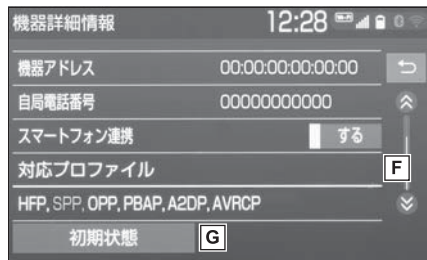 機器詳細情報 12:28
機器アドレス 00:00:00:00:00:00
自局電話番号 00000000000
スマートフォン連携 する
対応プロファイル F
HFP, SPP, OPP, PBAP, A2DP, AVRCP
初期状態 G